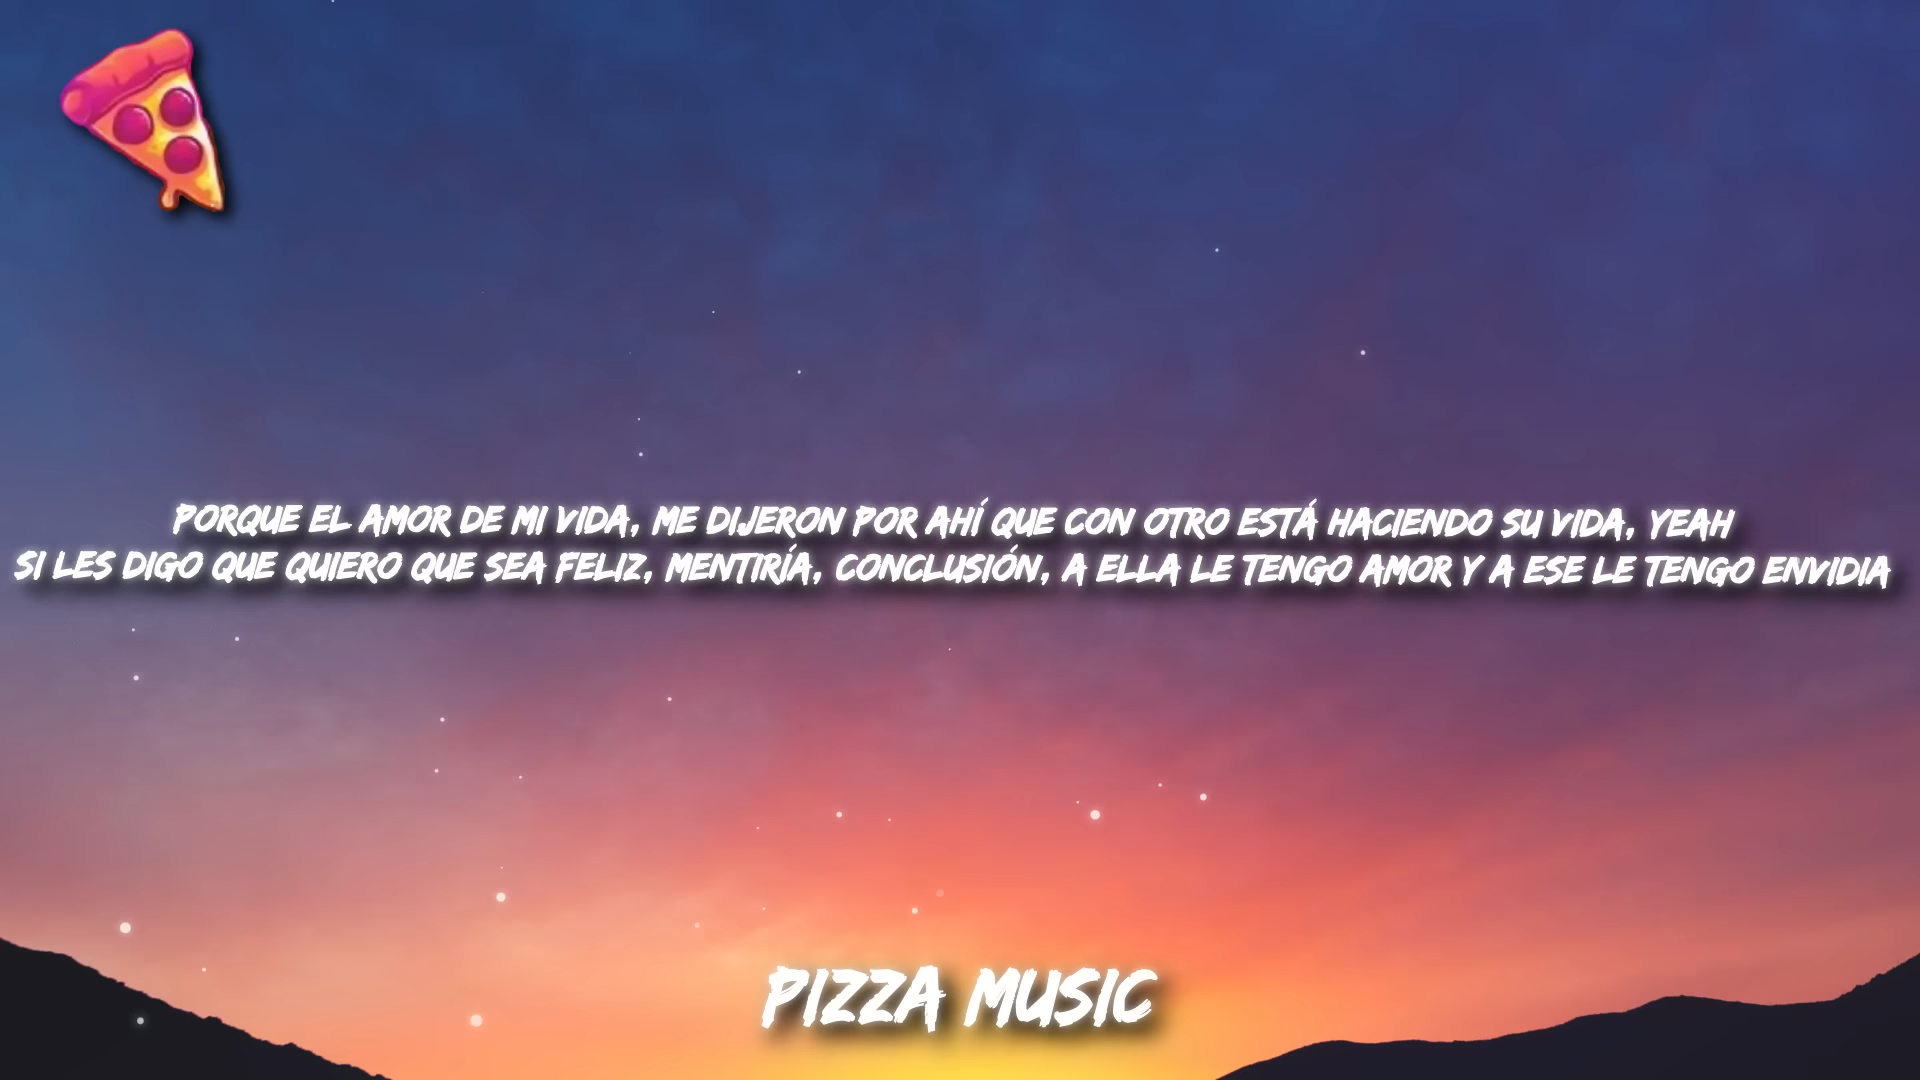 PORQUE EL AMOR DE MI VIDA, ME DIJERON POR AHÍ QUE CON OTRO ESTÁ HACIENDO SU VIDA, YEAH
SI LES DIGO QUE QUIERO QUE SEA FELIZ, MENTIRÍA, CONCLUSIÓN, A ELLA LE TENGO AMOR Y A ESE LE TENGO ENVIDIA
PIZZA MUSIC